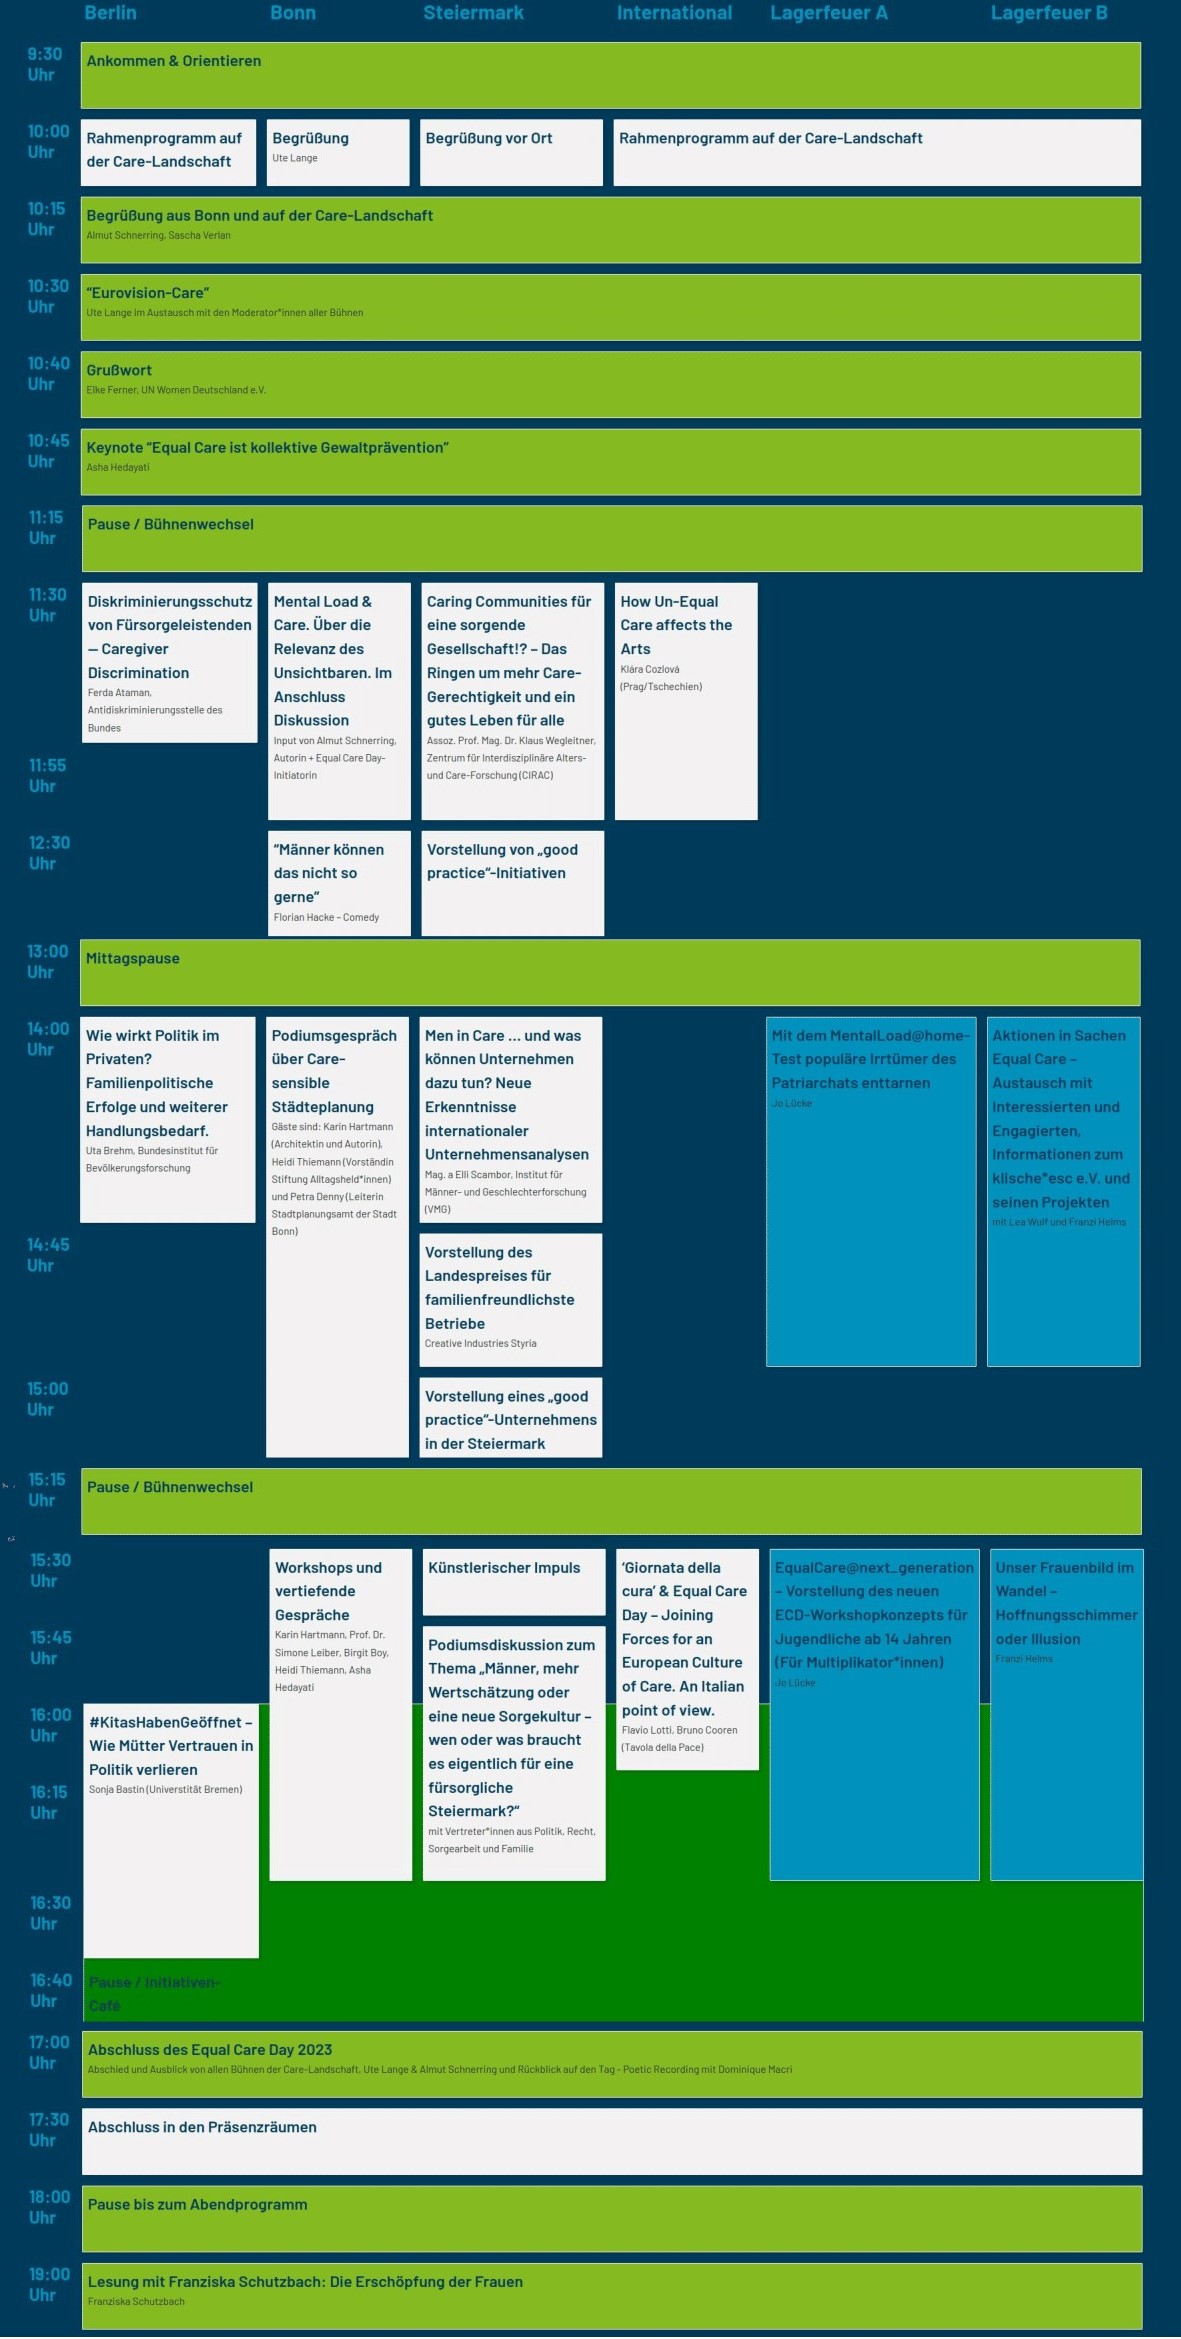 Berlin Bonn Steiermark International Lagerfeuer A Lagerfeuer B
9:30
Uhr
Ankommen & Orientieren
10:00
Uhr
Rahmenprogramm auf
der Care-Landschaft
Begrüßung
Ute Lange
Begrüßung vor Ort
Rahmenprogramm auf der Care-Landschaft
10:15
Uhr
Begrüßung aus Bonn und auf der Care-Landschaft
Almut Schnerring, Sascha Verlan
10:30
Uhr
“Eurovision-Care”
Ute Lange im Austausch mit den Moderator*innen aller Bühnen
10:40
Uhr
Grußwort
Elke Ferner, UN Women Deutschland e.V.
10:45
Uhr
Keynote “Equal Care ist kollektive Gewaltprävention”
Asha Hedayati
11:15
Uhr
Pause / Bühnenwechsel
11:30
Uhr
Diskriminierungsschutz
von Fürsorgeleistenden
— Caregiver
Discrimination
Ferda Ataman,
Antidiskriminierungsstelle des
Bundes
Mental Load &
Care. Über die
Relevanz des
Unsichtbaren. Im
Anschluss
Diskussion
Input von Almut Schnerring,
Autorin + Equal Care Day-
Initiatorin
Caring Communities für
eine sorgende
Gesellschaft!? – Das
Ringen um mehr Care-
Gerechtigkeit und ein
gutes Leben für alle
Assoz. Prof. Mag. Dr. Klaus Wegleitner,
Zentrum für Interdisziplinäre Alters-
und Care-Forschung (CIRAC)
How Un-Equal
Care affects the
Arts
Klára Cozlová
(Prag/Tschechien)
11:55
Uhr
12:30
Uhr
“Männer können
das nicht so
gerne”
Florian Hacke – Comedy
Vorstellung von „good
practice“-Initiativen
13:00
Uhr
Mittagspause
14:00
Uhr
Wie wirkt Politik im
Privaten?
Familienpolitische
Erfolge und weiterer
Handlungsbedarf.
Uta Brehm, Bundesinstitut für
Bevölkerungsforschung
Podiumsgespräch
über Care-
sensible
Städteplanung
Gäste sind: Karin Hartmann
(Architektin und Autorin),
Heidi Thiemann (Vorständin
Stiftung Alltagsheld*innen)
und Petra Denny (Leiterin
Stadtplanungsamt der Stadt
Bonn)
Men in Care … und was
können Unternehmen
dazu tun? Neue
Erkenntnisse
internationaler
Unternehmensanalysen
Mag. a Elli Scambor, Institut für
Männer- und Geschlechterforschung
(VMG)
Mit dem MentalLoad@home-
Test populäre Irrtümer des
Patriarchats enttarnen
Jo Lücke
Aktionen in Sachen
Equal Care –
Austausch mit
Interessierten und
Engagierten,
Informationen zum
klische*esc e.V. und
seinen Projekten
mit Lea Wulf und Franzi Helms
14:45
Uhr
Vorstellung des
Landespreises für
familienfreundlichste
Betriebe
Creative Industries Styria
15:00
Uhr
Vorstellung eines „good
practice“-Unternehmens
in der Steiermark
15:15
Uhr
Pause / Bühnenwechsel
15:30
Uhr
Workshops und
vertiefende
Gespräche
Karin Hartmann, Prof. Dr.
Simone Leiber, Birgit Boy,
Heidi Thiemann, Asha
Hedayati
Künstlerischer Impuls
‘Giornata della
cura’ & Equal Care
Day – Joining
Forces for an
European Culture
of Care. An Italian
point of view.
Flavio Lotti, Bruno Cooren
(Tavola della Pace)
EqualCare@next_generation
– Vorstellung des neuen
ECD-Workshopkonzepts für
Jugendliche ab 14 Jahren
(Für Multiplikator*innen)
Jo Lücke
Unser Frauenbild im
Wandel –
Hoffnungsschimmer
oder Illusion
Franzi Helms
15:45
Uhr
Podiumsdiskussion zum
Thema „Männer, mehr
Wertschätzung oder
eine neue Sorgekultur –
wen oder was braucht
es eigentlich für eine
fürsorgliche
Steiermark?“
mit Vertreter*innen aus Politik, Recht,
Sorgearbeit und Familie
16:00
Uhr
#KitasHabenGeöffnet –
Wie Mütter Vertrauen in
Politik verlieren
Sonja Bastin (Universtität Bremen)
16:15
Uhr
16:30
Uhr
16:40
Uhr
Pause / Initiativen-
Café
17:00
Uhr
Abschluss des Equal Care Day 2023
Abschied und Ausblick von allen Bühnen der Care-Landschaft, Ute Lange & Almut Schnerring und Rückblick auf den Tag - Poetic Recording mit Dominique Macri
17:30
Uhr
Abschluss in den Präsenzräumen
18:00
Uhr
Pause bis zum Abendprogramm
19:00
Uhr
Lesung mit Franziska Schutzbach: Die Erschöpfung der Frauen
Franziska Schutzbach